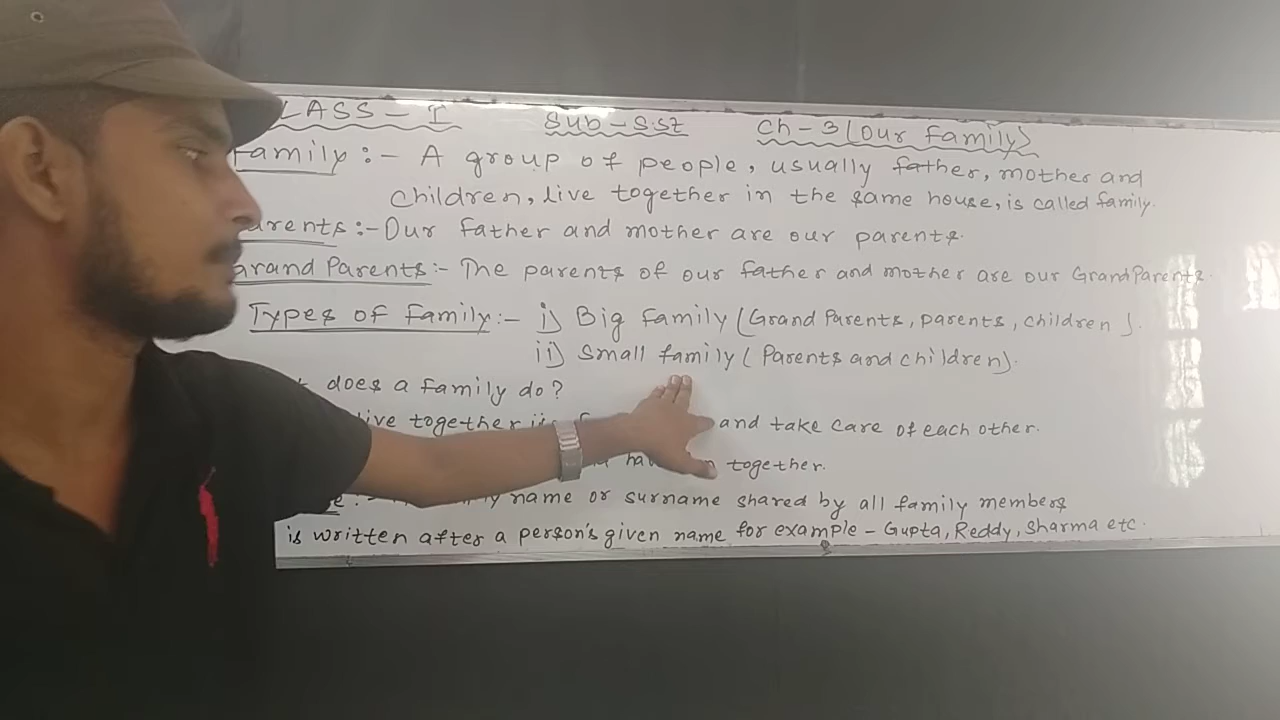 LASS - I Sub - S.St Ch - 3 (Our family)
family :- A group of people, usually father, mother and
children, live together in the same house, is called family.
arents :- Our father and mother are our parents.
Grand Parents :- The parents of our father and mother are our Grand Parents.
Types of family :- i) Big family (Grand Parents, parents, children ).
ii) Small family ( Parents and children).
does a family do?
live together and take care of each other.
together.
name or surname shared by all family members
is written after a person's given name for example - Gupta, Reddy, Sharma etc.